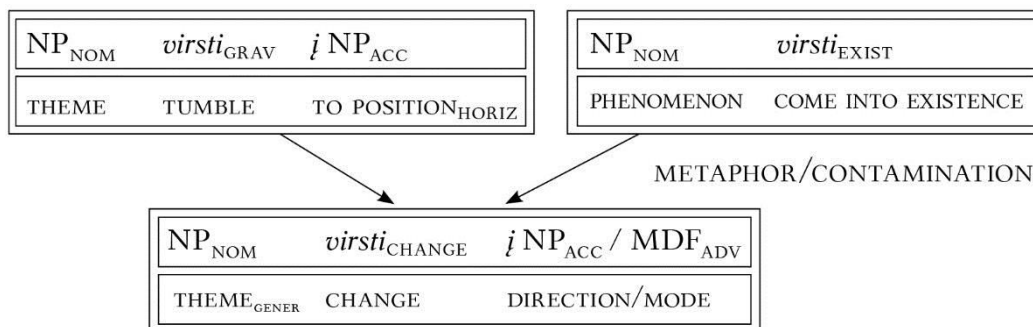 NP_NOM virsti_GRAV į NP_ACC
THEME TUMBLE TO POSITION_HORIZ
NP_NOM virsti_EXIST
PHENOMENON COME INTO EXISTENCE
METAPHOR/CONTAMINATION
NP_NOM virsti_CHANGE į NP_ACC / MDF_ADV
THEME_GENER CHANGE DIRECTION/MODE